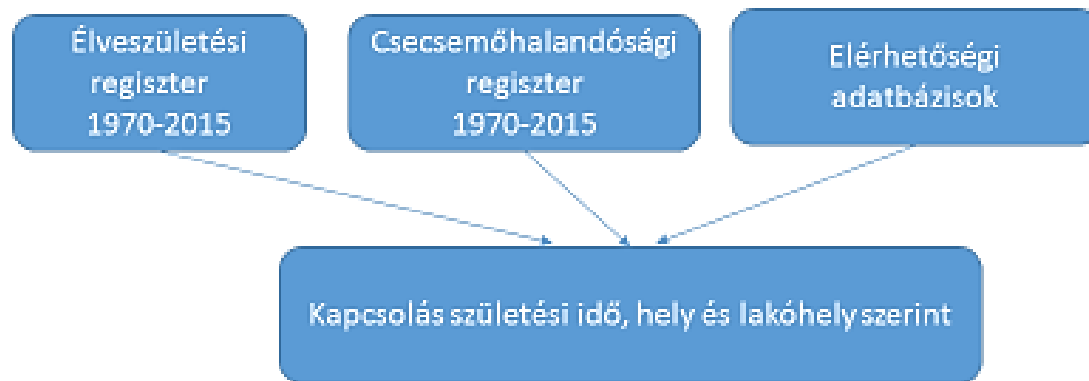 Élveszületési
regiszter
1970-2015
Csecsemőhalandósági
regiszter
1970-2015
Elérhetőségi
adatbázisok
Kapcsolás születési idő, hely és lakóhely szerint